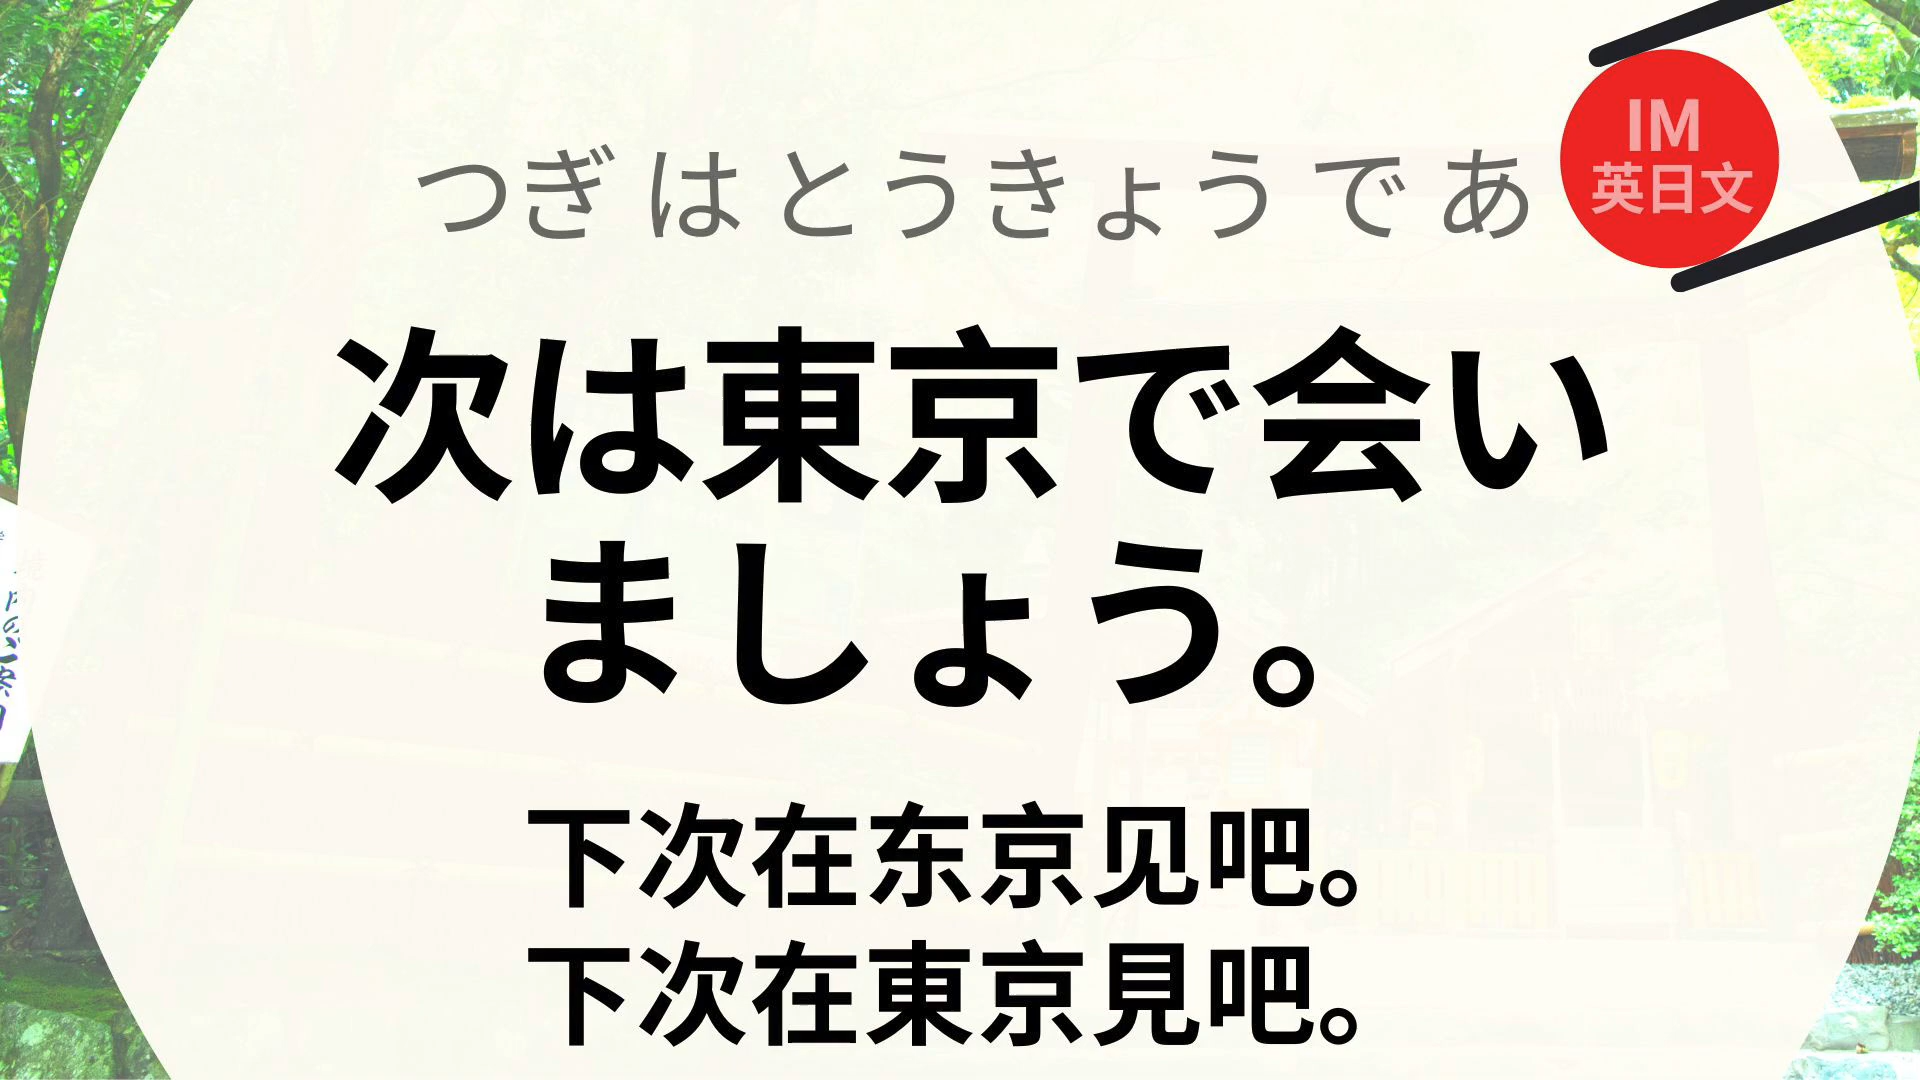 IM
英日文
つぎ は とうきょう で あ
次は東京で会い
ましょう。
下次在东京见吧。
下次在東京見吧。